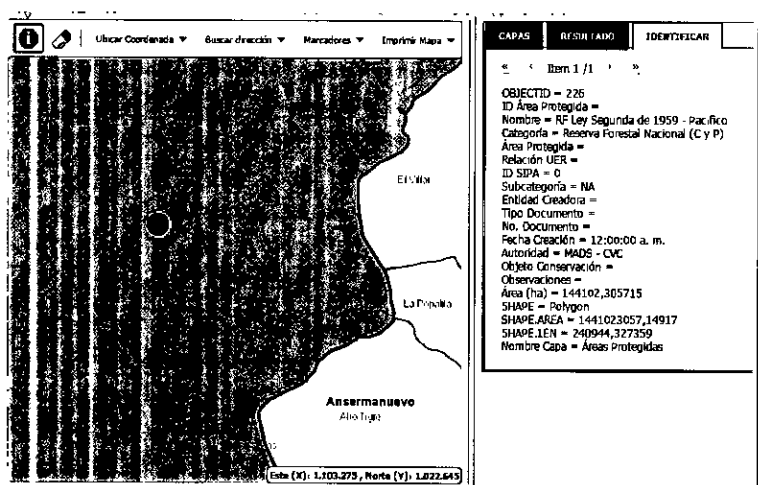 Ubicar Coordenada ▼ Buscar dirección ▼ Marcadores ▼ Imprimir Mapa ▼
El Villar
La Popalita
Ansermanuevo
Alto Tigre
Este (X): 1.103.275 , Norte (Y): 1.022.645
CAPAS RESULTADO IDENTIFICAR
« ‹ Item 1 /1 › »
OBJECTID = 226
ID Área Protegida =
Nombre = RF Ley Segunda de 1959 - Pacifico
Categoría = Reserva Forestal Nacional (C y P)
Área Protegida =
Relación UER =
ID SIPA = 0
Subcategoría = NA
Entidad Creadora =
Tipo Documento =
No. Documento =
Fecha Creación = 12:00:00 a. m.
Autoridad = MADS - CVC
Objeto Conservación =
Observaciones =
Área (ha) = 144102,305715
SHAPE = Polygon
SHAPE.AREA = 1441023057,14917
SHAPE.LEN = 240944,327359
Nombre Capa = Áreas Protegidas